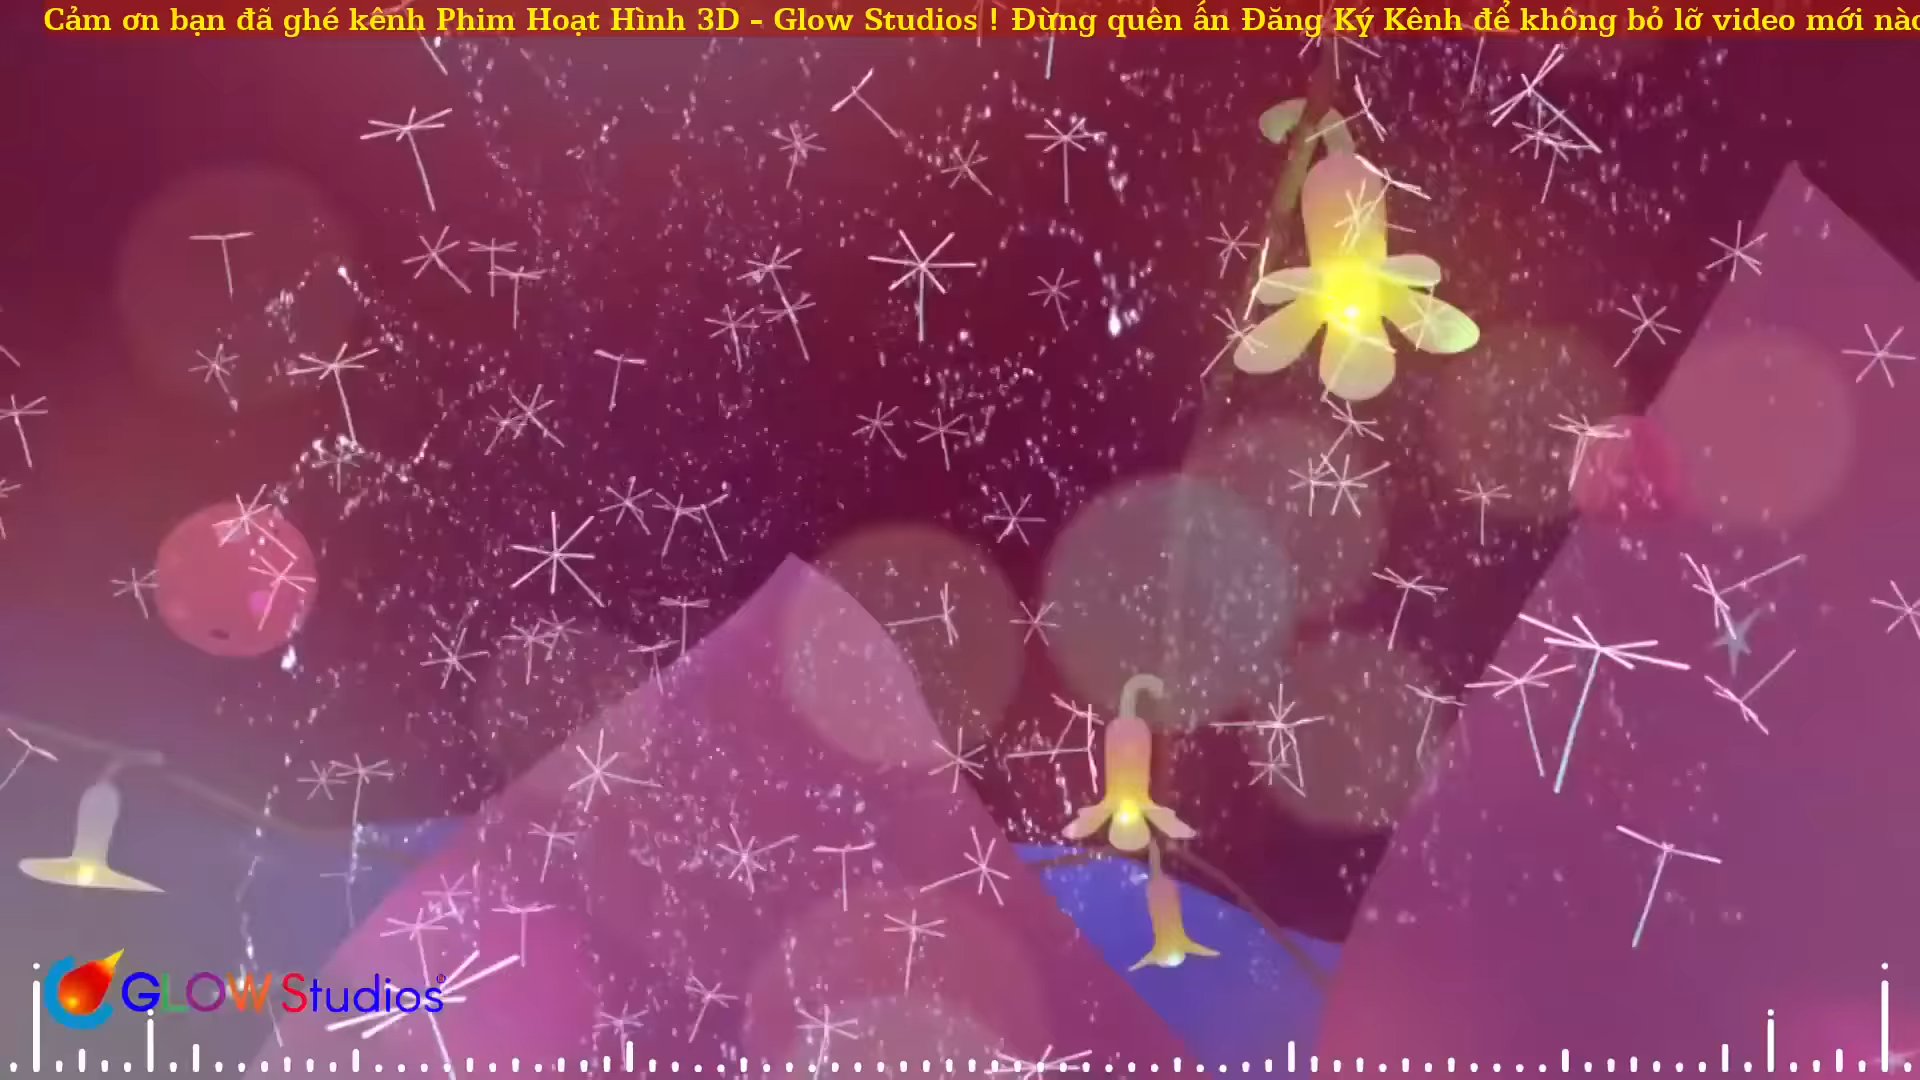 Cảm ơn bạn đã ghé kênh Phim Hoạt Hình 3D – Glow Studios ! Đừng quên ấn Đăng Ký Kênh để không bỏ lỡ video mới nào
GLOW Studios®